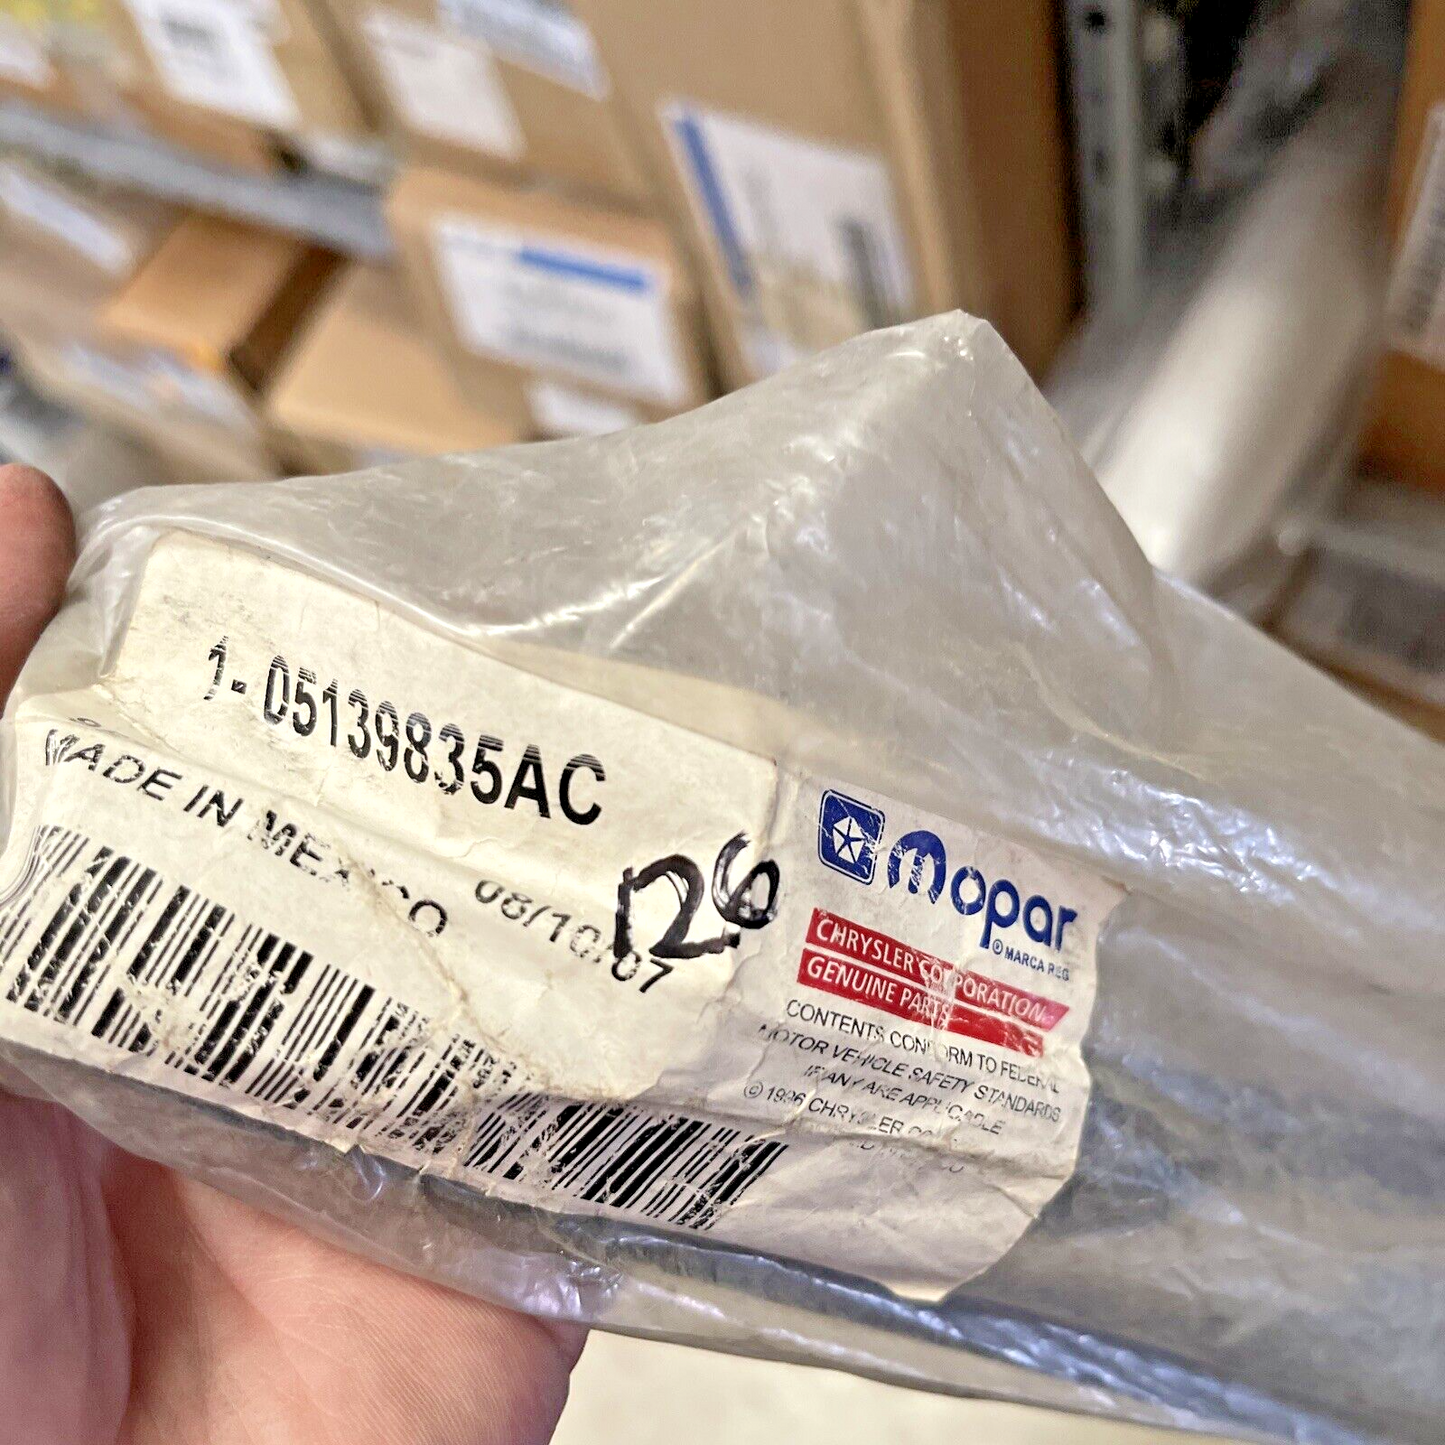 1- 05139835AC
MADE IN MEXICO
08/10/07
R6
mopar
® MARCA REG
CHRYSLER CORPORATION
GENUINE PARTS
CONTENTS CONFORM TO FEDERAL
MOTOR VEHICLE SAFETY STANDARDS
IF ANY ARE APPLICABLE
© 1996 CHRYSLER